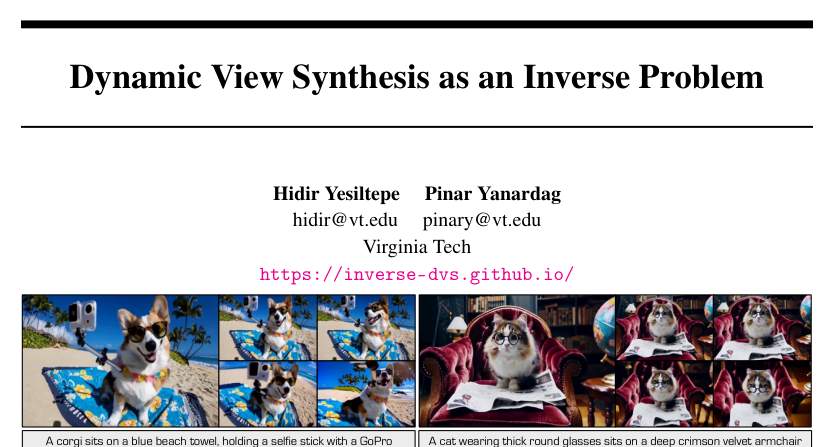 Dynamic View Synthesis as an Inverse Problem
Hidir Yesiltepe Pinar Yanardag
hidir@vt.edu pinary@vt.edu
Virginia Tech
https://inverse-dvs.github.io/
A corgi sits on a blue beach towel, holding a selfie stick with a GoPro
A cat wearing thick round glasses sits on a deep crimson velvet armchair